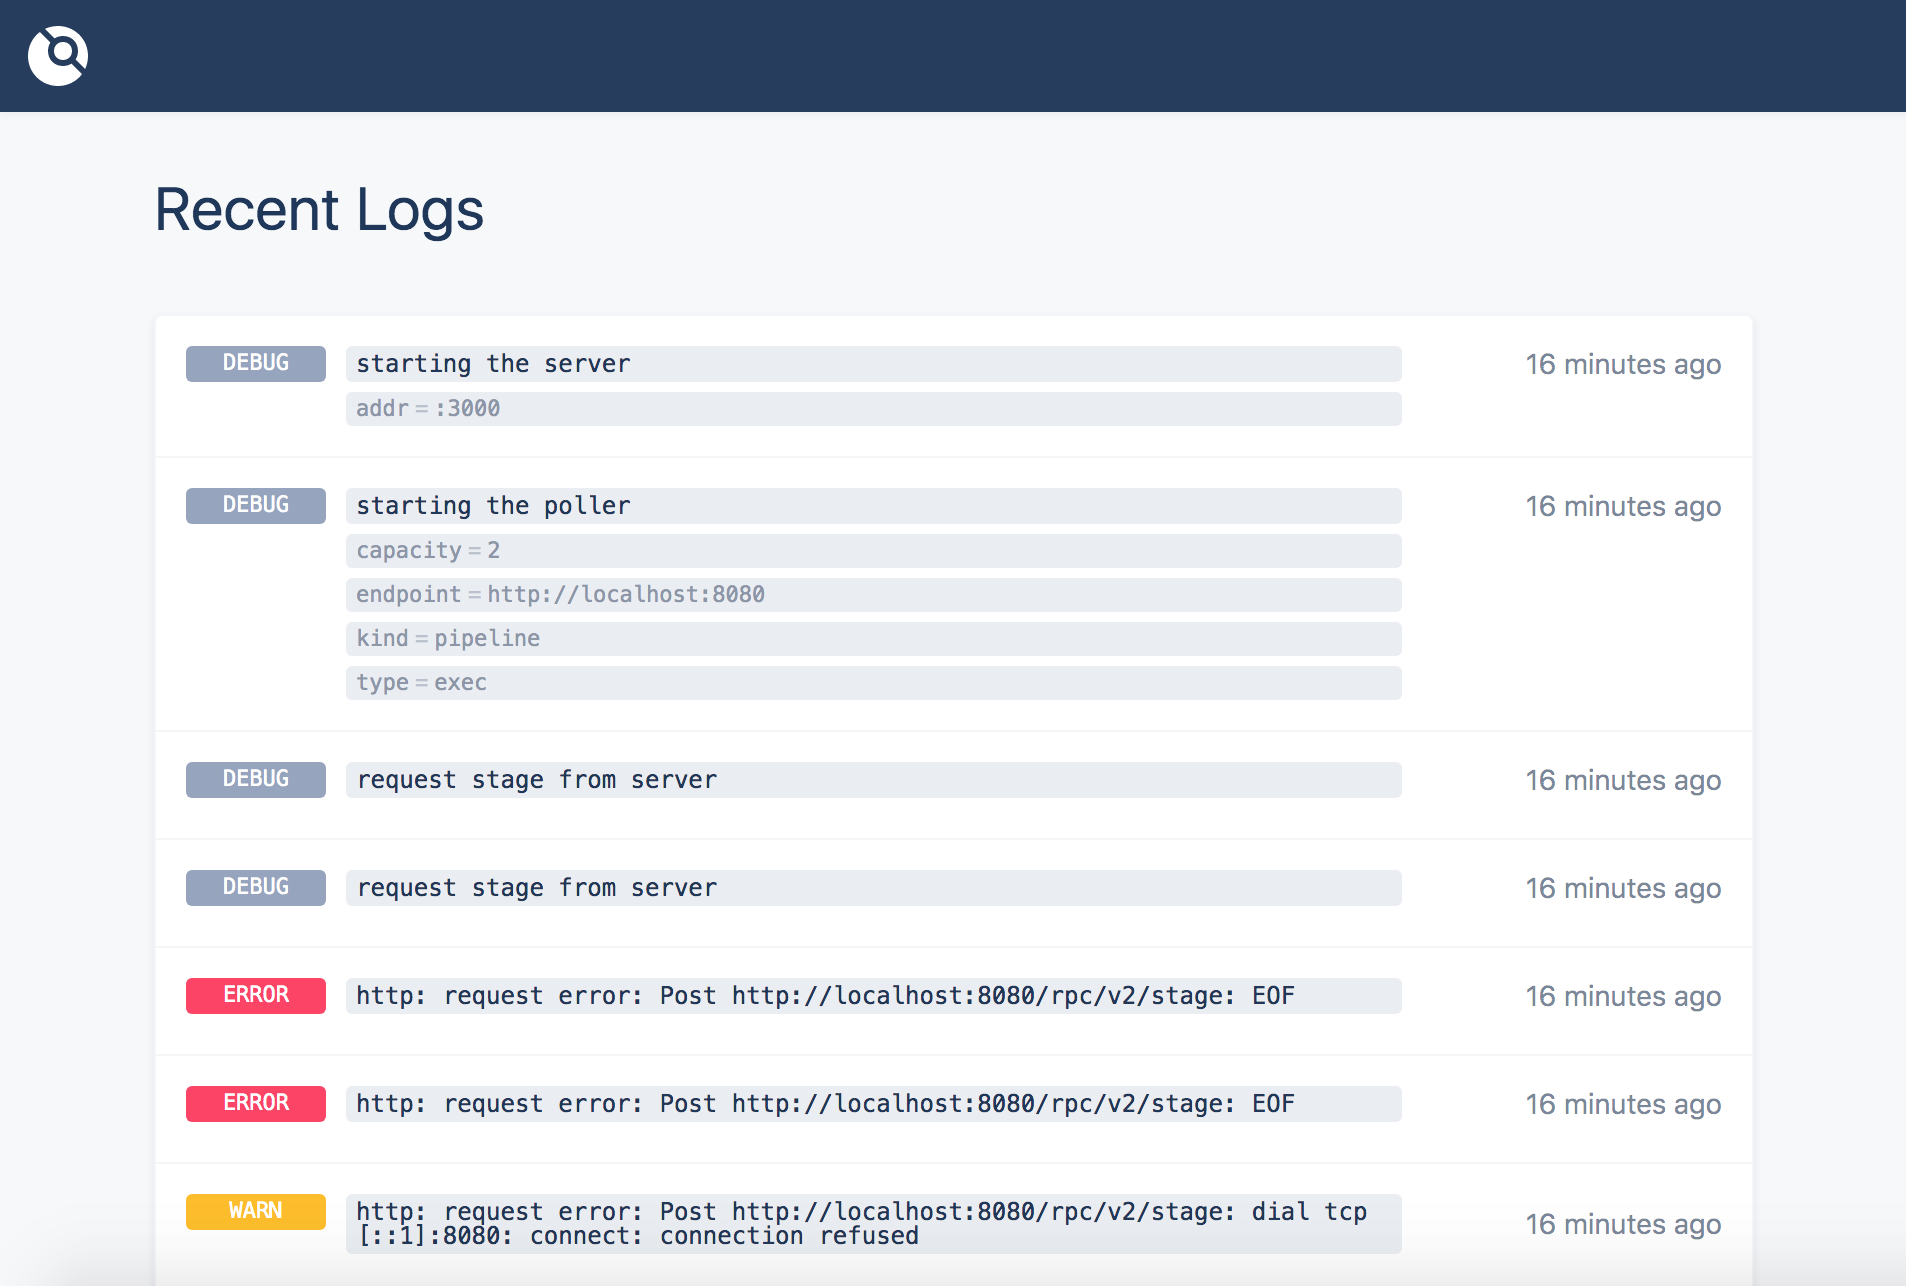 Recent Logs
DEBUG starting the server 16 minutes ago
addr = :3000
DEBUG starting the poller 16 minutes ago
capacity = 2
endpoint = http://localhost:8080
kind = pipeline
type = exec
DEBUG request stage from server 16 minutes ago
DEBUG request stage from server 16 minutes ago
ERROR http: request error: Post http://localhost:8080/rpc/v2/stage: EOF 16 minutes ago
ERROR http: request error: Post http://localhost:8080/rpc/v2/stage: EOF 16 minutes ago
WARN http: request error: Post http://localhost:8080/rpc/v2/stage: dial tcp
[::1]:8080: connect: connection refused 16 minutes ago